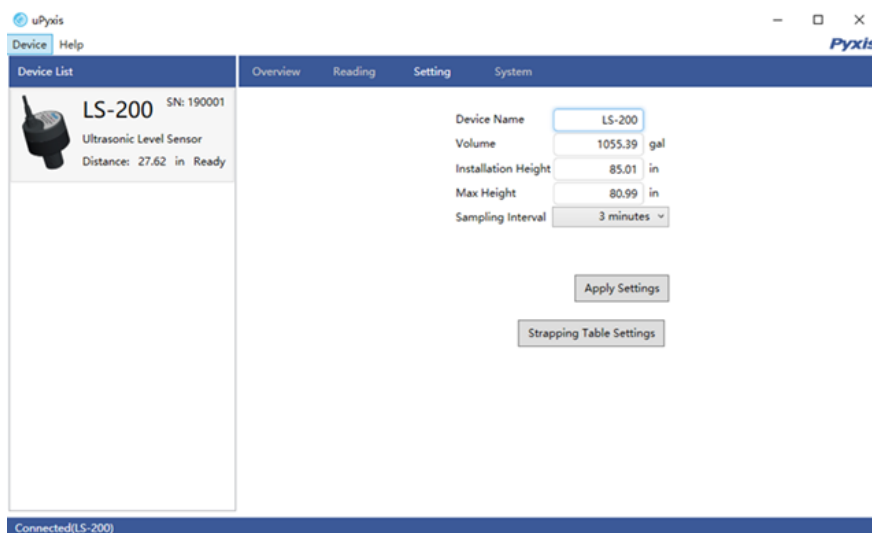 uPyxis
Device Help
Pyxis
Device List
Overview Reading Setting System
LS-200 SN: 190001
Ultrasonic Level Sensor
Distance: 27.62 in Ready
Device Name LS-200
Volume 1055.39 gal
Installation Height 85.01 in
Max Height 80.99 in
Sampling Interval 3 minutes
Apply Settings
Strapping Table Settings
Connected(LS-200)